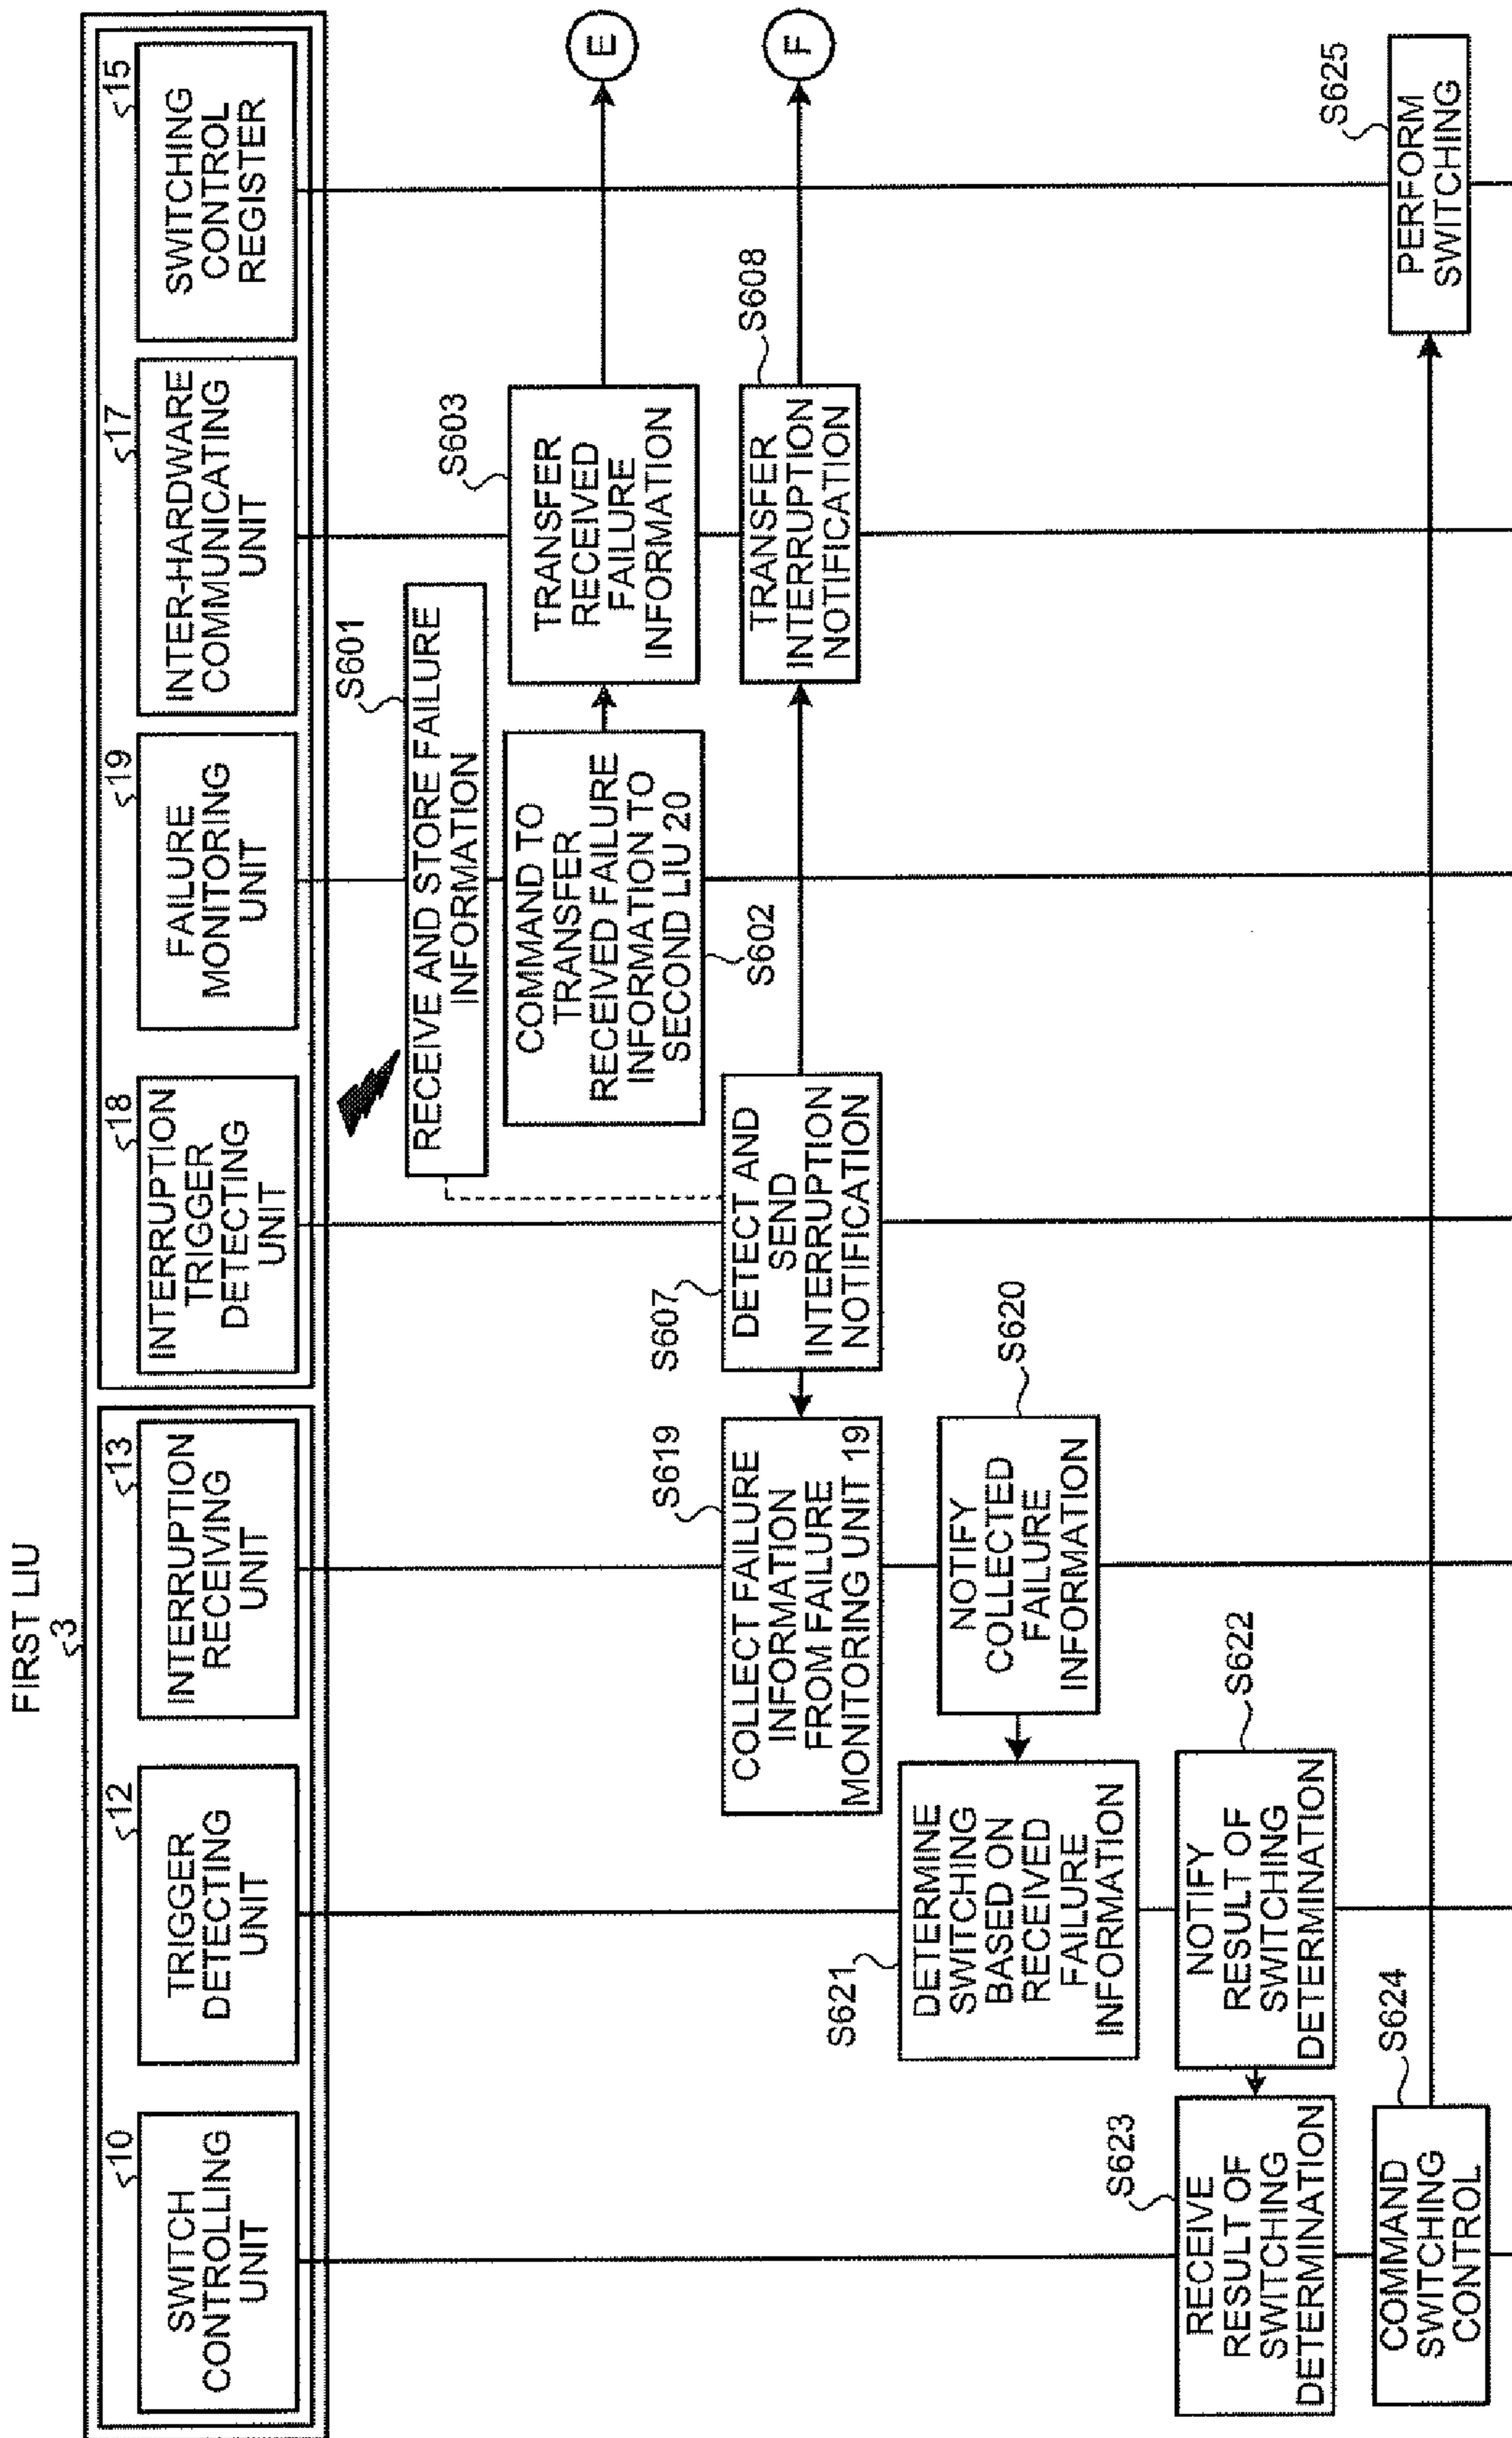 FIRST LIU
3
10
SWITCH
CONTROLLING
UNIT
12
TRIGGER
DETECTING
UNIT
13
INTERRUPTION
RECEIVING
UNIT
18
INTERRUPTION
TRIGGER
DETECTING
UNIT
19
FAILURE
MONITORING
UNIT
17
INTER-HARDWARE
COMMUNICATING
UNIT
15
SWITCHING
CONTROL
REGISTER
S601
RECEIVE AND STORE FAILURE
INFORMATION
COMMAND TO
TRANSFER
RECEIVED FAILURE
INFORMATION TO
SECOND LIU 20
S602
S603
TRANSFER
RECEIVED
FAILURE
INFORMATION
E
S607
DETECT AND
SEND
INTERRUPTION
NOTIFICATION
S608
TRANSFER
INTERRUPTION
NOTIFICATION
F
S619
COLLECT FAILURE
INFORMATION
FROM FAILURE
MONITORING UNIT 19
S620
NOTIFY
COLLECTED
FAILURE
INFORMATION
S621
DETERMINE
SWITCHING
BASED ON
RECEIVED
FAILURE
INFORMATION
S622
NOTIFY
RESULT OF
SWITCHING
DETERMINATION
S623
RECEIVE
RESULT OF
SWITCHING
DETERMINATION
S624
COMMAND
SWITCHING
CONTROL
S625
PERFORM
SWITCHING